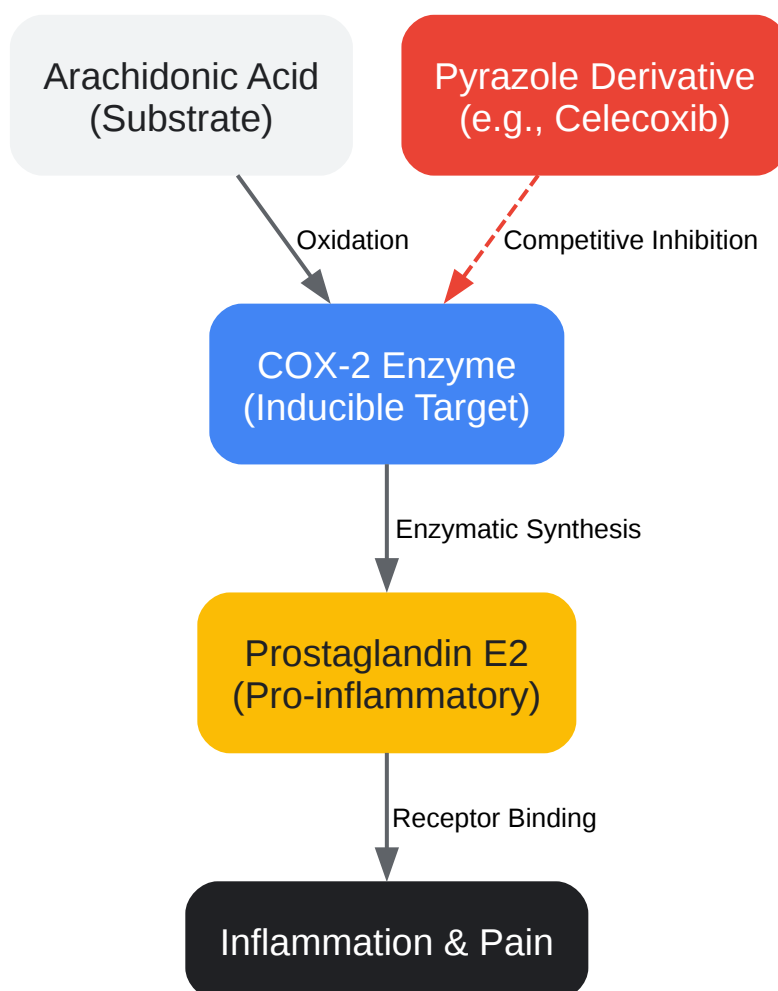 Arachidonic Acid
(Substrate)
Pyrazole Derivative
(e.g., Celecoxib)
Oxidation
Competitive Inhibition
COX-2 Enzyme
(Inducible Target)
Enzymatic Synthesis
Prostaglandin E2
(Pro-inflammatory)
Receptor Binding
Inflammation & Pain